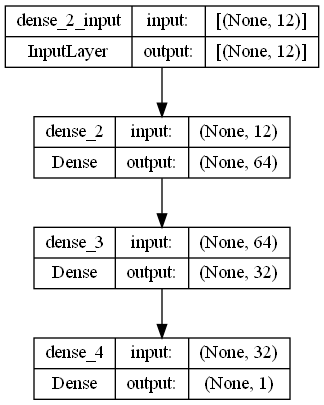 dense_2_input input: [(None, 12)]
InputLayer output: [(None, 12)]
dense_2 input: (None, 12)
Dense output: (None, 64)
dense_3 input: (None, 64)
Dense output: (None, 32)
dense_4 input: (None, 32)
Dense output: (None, 1)